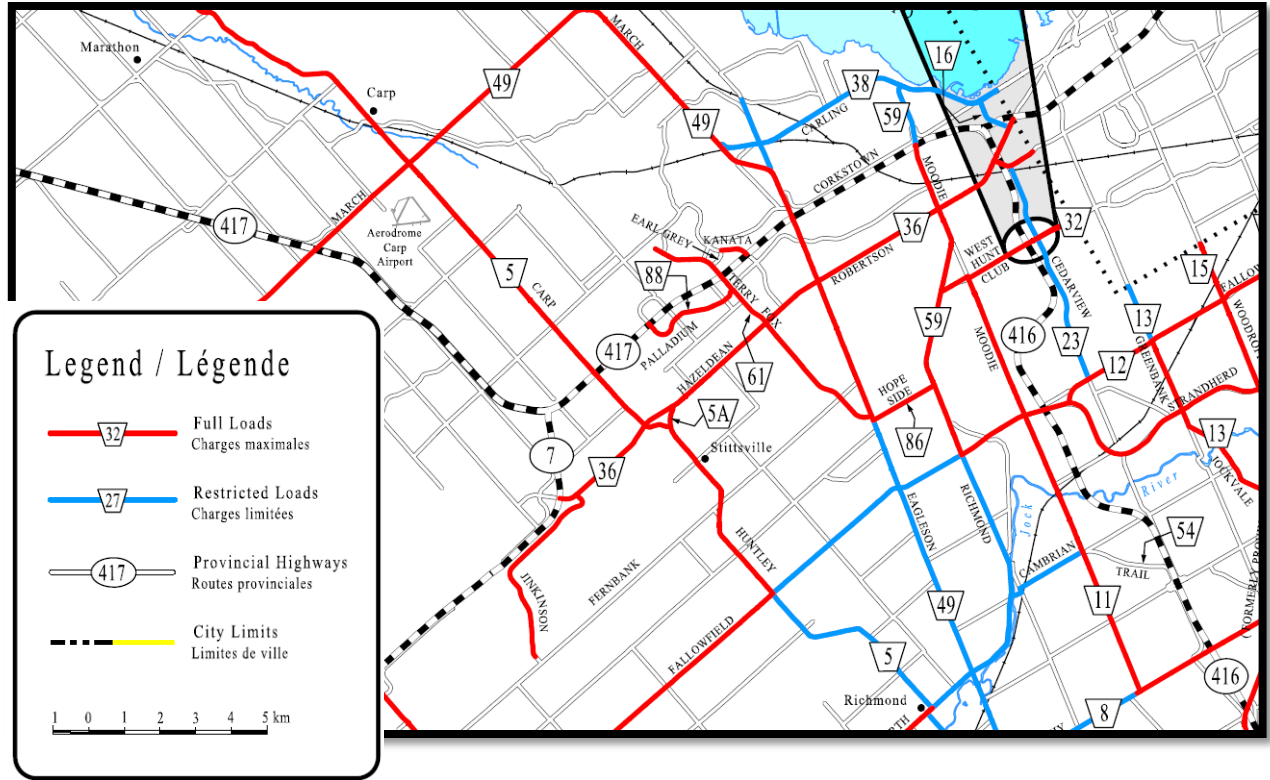 Marathon
Carp
MARCH
49
MARCH
49
38
CARLING
59
16
CORKSTOWN
MOODIE
417
MARCH
Aerodrome
Carp
Airport
EARL GREY
KANATA
36
ROBERTSON
WEST
HUNT
CLUB
32
CEDARVIEW
15
5
CARP
88
TERRY FOX
PALLADIUM
417
HAZELDEAN
61
59
MOODIE
416
23
13
GREENBANK
12
WOODRO
FALLOW
STRANDHERD
HOPE
SIDE
86
5A
Stittsville
7
36
13
JOCKVALE
Jock
River
EAGLESON
RICHMOND
HUNTLEY
CAMBRIAN
TRAIL
54
JINKINSON
FERNBANK
FALLOWFIELD
49
11
5
Richmond
8
416
( FORMERLY PROV
Legend / Légende
32
Full Loads
Charges maximales
27
Restricted Loads
Charges limitées
417
Provincial Highways
Routes provinciales
City Limits
Limites de ville
1 0 1 2 3 4 5 km